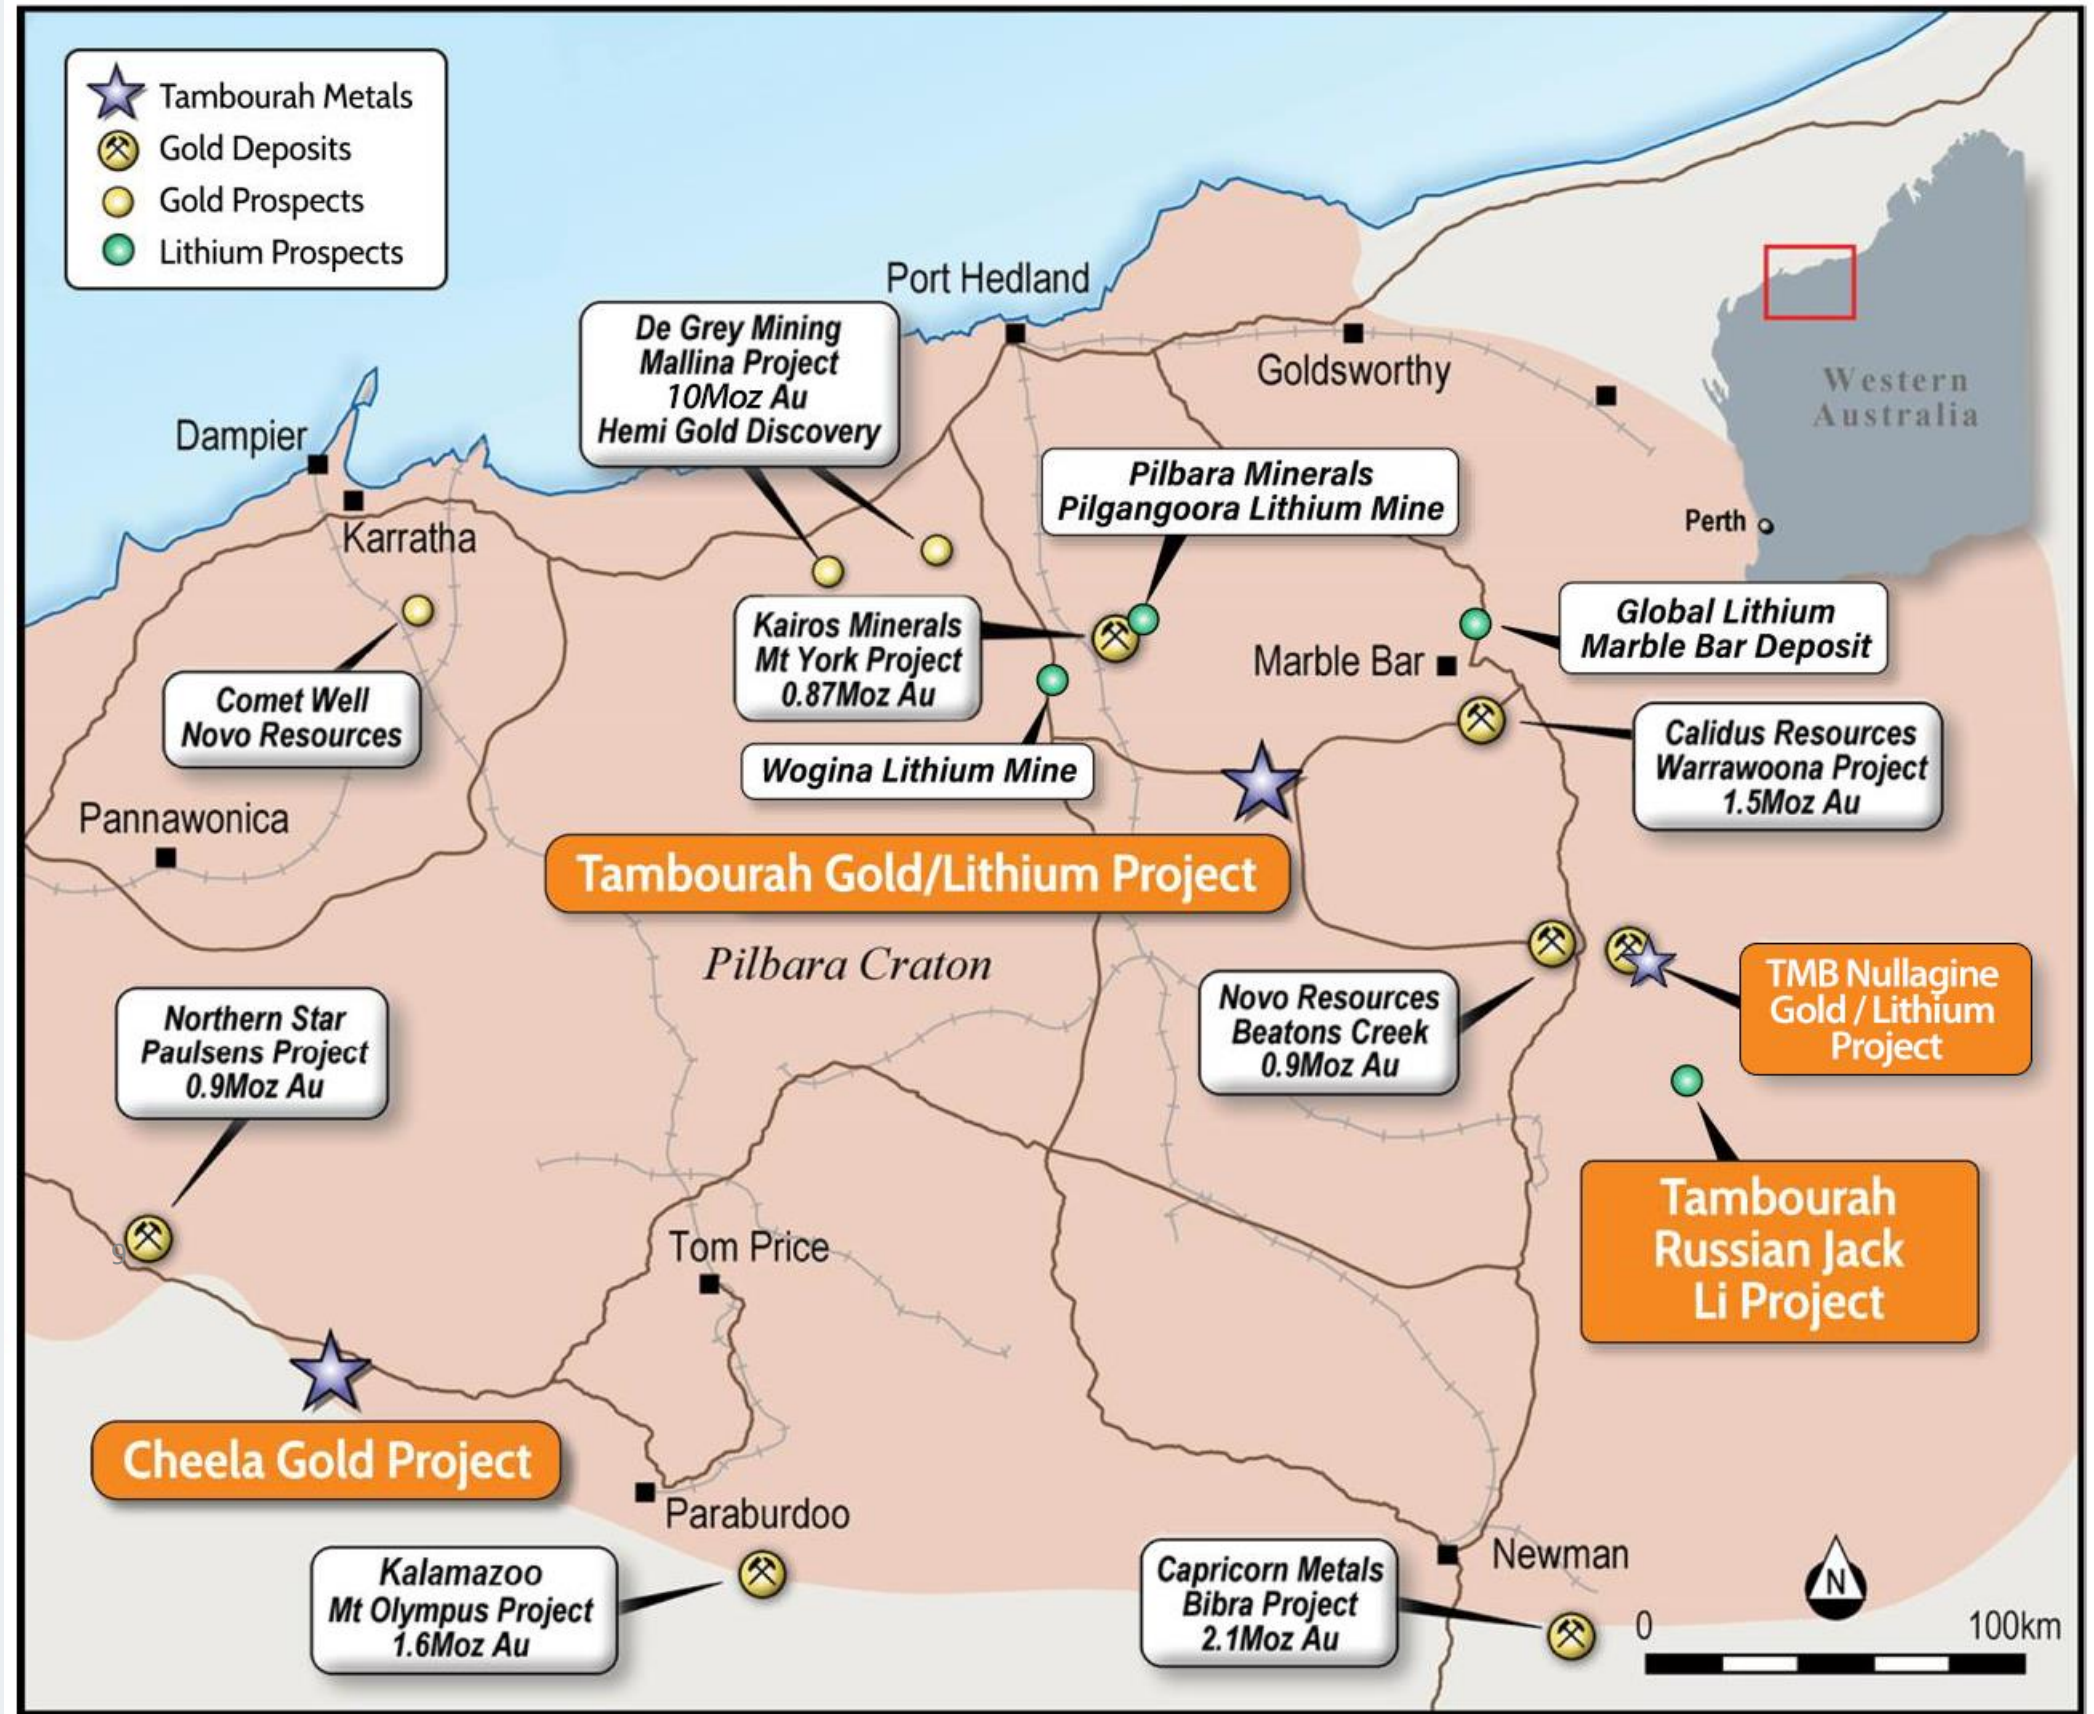 Tambourah Metals
Gold Deposits
Gold Prospects
Lithium Prospects
Port Hedland
De Grey Mining
Mallina Project
10Moz Au
Hemi Gold Discovery
Goldsworthy
Western
Australia
Dampier
Karratha
Pilbara Minerals
Pilgangoora Lithium Mine
Perth
Kairos Minerals
Mt York Project
0.87Moz Au
Marble Bar
Global Lithium
Marble Bar Deposit
Comet Well
Novo Resources
Wogina Lithium Mine
Calidus Resources
Warrawoona Project
1.5Moz Au
Pannawonica
Tambourah Gold/Lithium Project
Pilbara Craton
Novo Resources
Beatons Creek
0.9Moz Au
TMB Nullagine
Gold / Lithium
Project
Northern Star
Paulsens Project
0.9Moz Au
9
Tom Price
Tambourah
Russian Jack
Li Project
Cheela Gold Project
Paraburdoo
Kalamazoo
Mt Olympus Project
1.6Moz Au
Capricorn Metals
Bibra Project
2.1Moz Au
Newman
N
0 100km